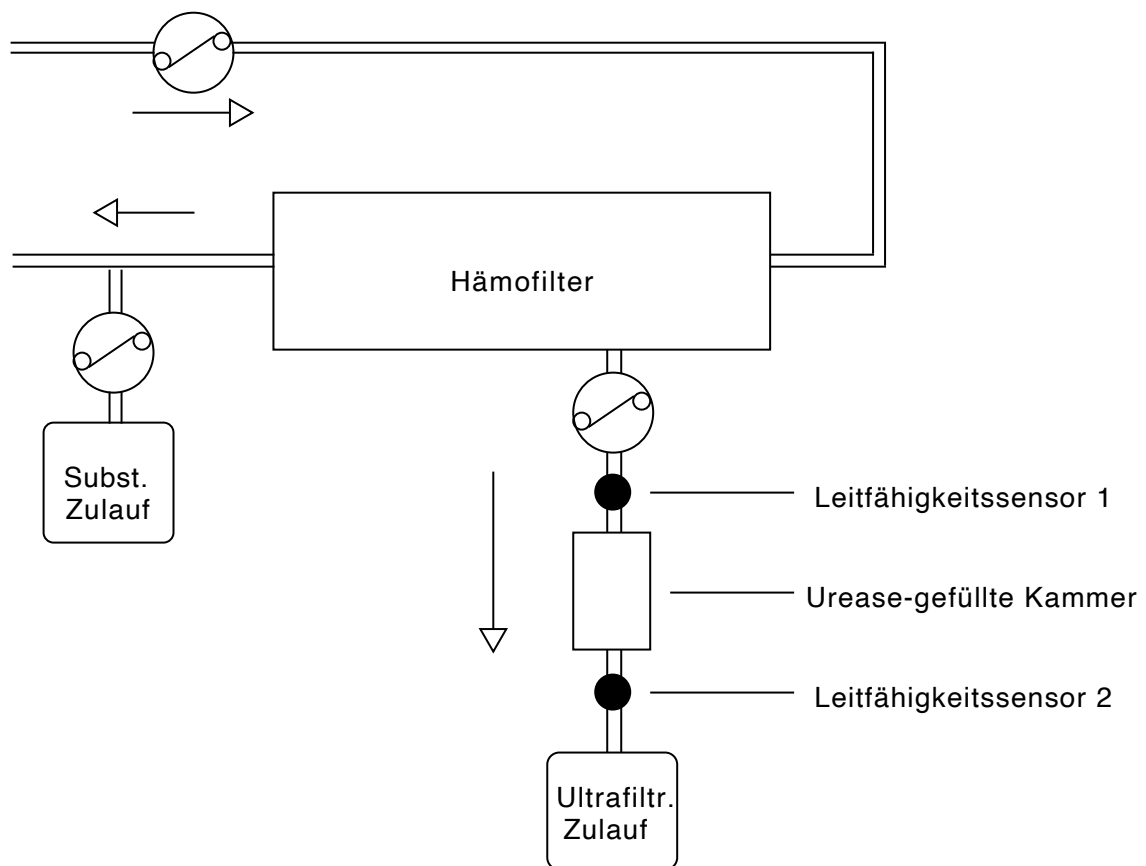 Hämofilter
Subst.
Zulauf
Leitfähigkeitssensor 1
Urease-gefüllte Kammer
Leitfähigkeitssensor 2
Ultrafiltr.
Zulauf